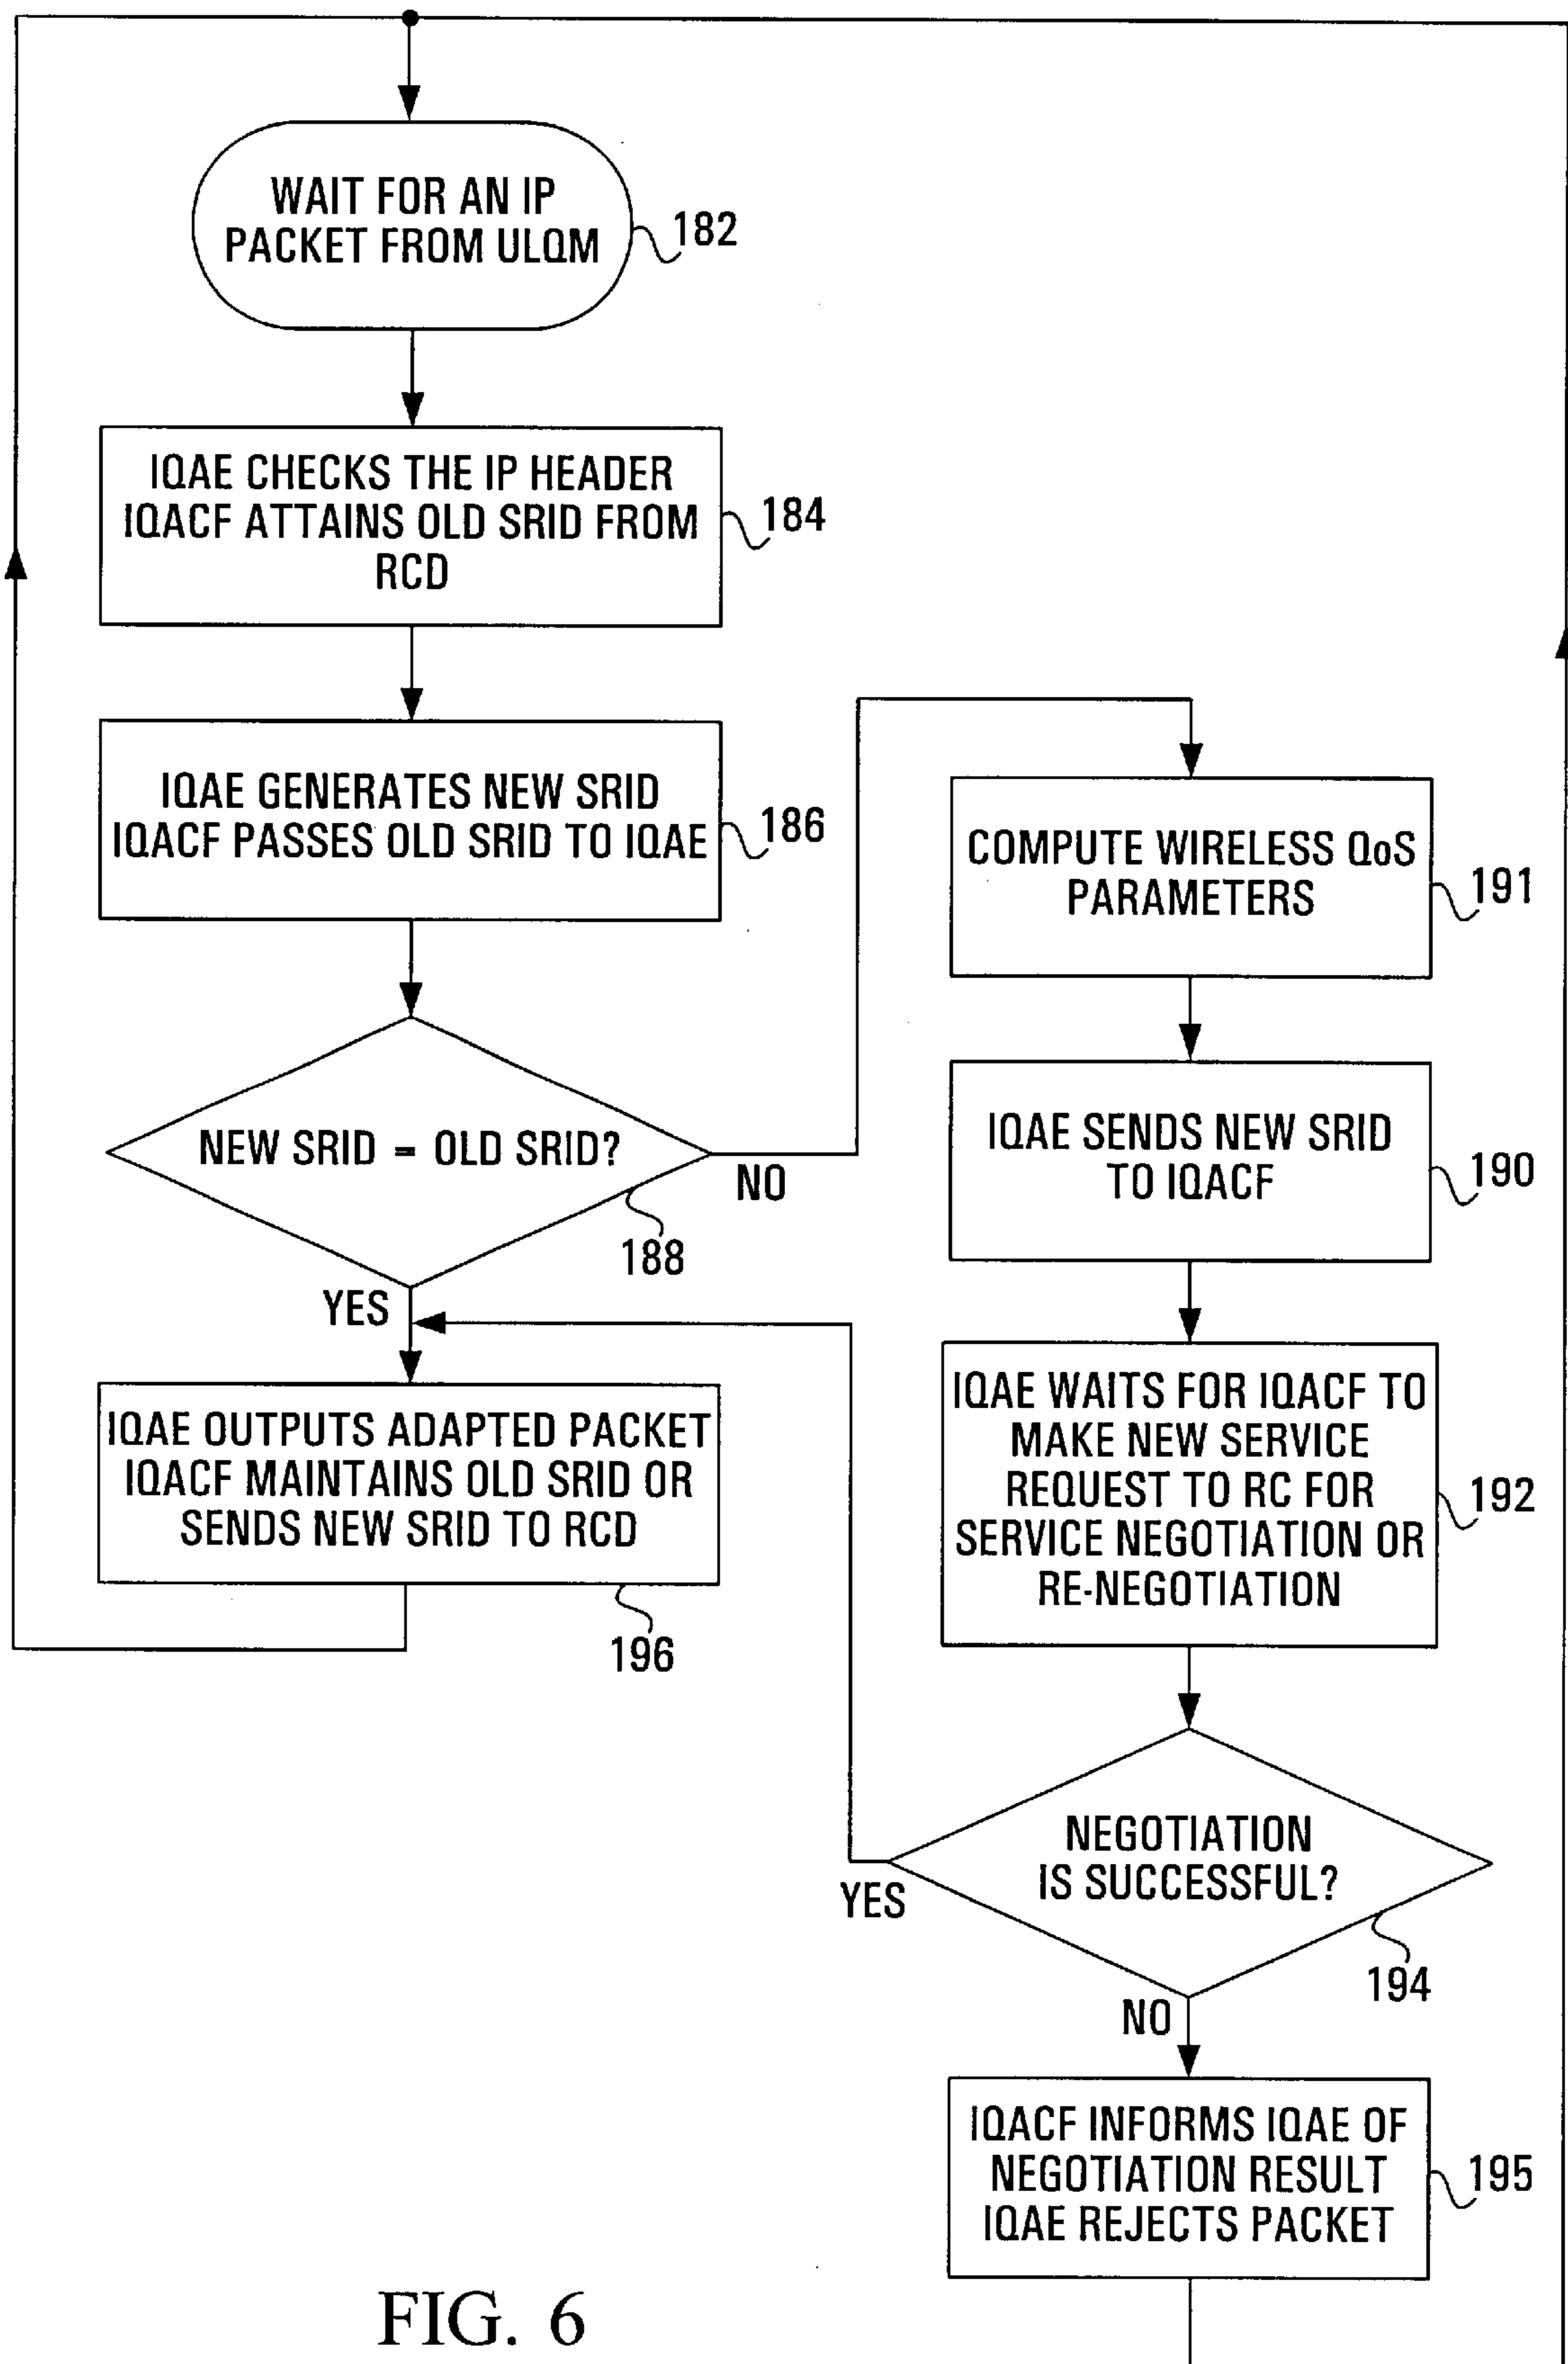 WAIT FOR AN IP
PACKET FROM ULQM
182
IQAE CHECKS THE IP HEADER
IQACF ATTAINS OLD SRID FROM
RCD
184
IQAE GENERATES NEW SRID
IQACF PASSES OLD SRID TO IQAE
186
NEW SRID = OLD SRID?
NO
188
YES
IQAE OUTPUTS ADAPTED PACKET
IQACF MAINTAINS OLD SRID OR
SENDS NEW SRID TO RCD
196
COMPUTE WIRELESS QoS
PARAMETERS
191
IQAE SENDS NEW SRID
TO IQACF
190
IQAE WAITS FOR IQACF TO
MAKE NEW SERVICE
REQUEST TO RC FOR
SERVICE NEGOTIATION OR
RE-NEGOTIATION
192
NEGOTIATION
IS SUCCESSFUL?
YES
194
NO
IQACF INFORMS IQAE OF
NEGOTIATION RESULT
IQAE REJECTS PACKET
195
FIG. 6